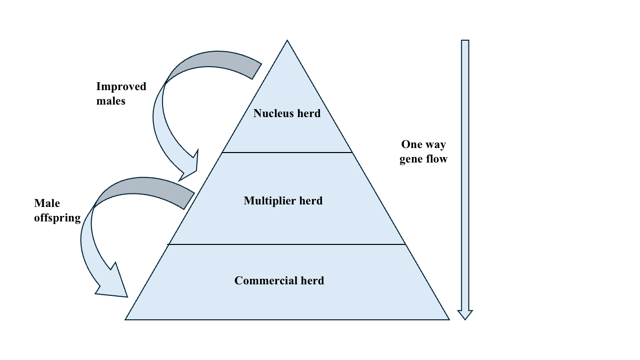 Improved
males
Nucleus herd
One way
gene flow
Male
offspring
Multiplier herd
Commercial herd